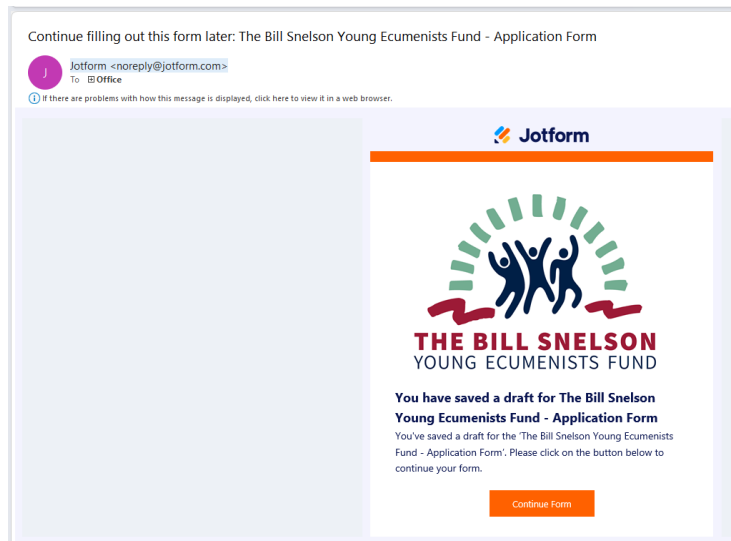 Continue filling out this form later: The Bill Snelson Young Ecumenists Fund - Application Form
J
Jotform <noreply@jotform.com>
To Office
If there are problems with how this message is displayed, click here to view it in a web browser.
Jotform
THE BILL SNELSON
YOUNG ECUMENISTS FUND
You have saved a draft for The Bill Snelson
Young Ecumenists Fund - Application Form
You've saved a draft for the 'The Bill Snelson Young Ecumenists
Fund - Application Form'. Please click on the button below to
continue your form.
Continue Form